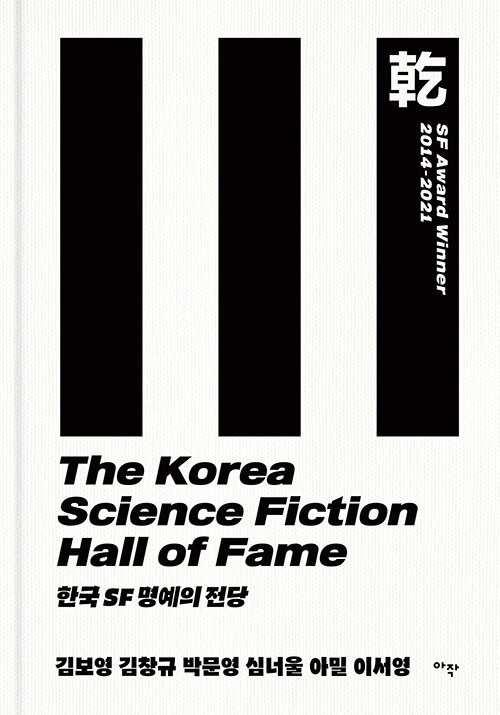 乾
SF Award Winner
2014-2021
The Korea
Science Fiction
Hall of Fame
한국 SF 명예의 전당
김보영 김창규 박문영 심너울 아밀 이서영
아작